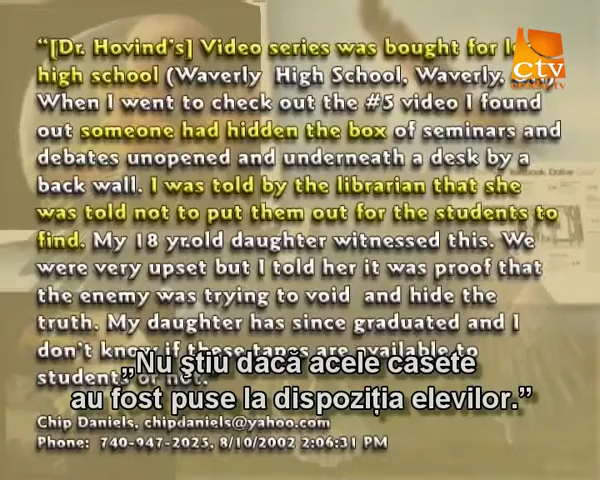 "[Dr. Hovind's] Video series was bought for
high school (Waverly High School, Waverly,
When I went to check out the #5 video I found
out someone had hidden the box of seminars and
debates unopened and underneath a desk by a
back wall. I was told by the librarian that she
was told not to put them out for the students to
find. My 18 yr.old daughter witnessed this. We
were very upset but I told her it was proof that
the enemy was trying to void and hide the
truth. My daughter has since graduated and I
don't know if these tapes are available to
students or not.
„Nu ştiu dacă acele casete
au fost puse la dispoziţia elevilor.”
Chip Daniels, chipdaniels@yahoo.com
Phone: 740-947-2025, 8/10/2002 2:06:31 PM
ctv